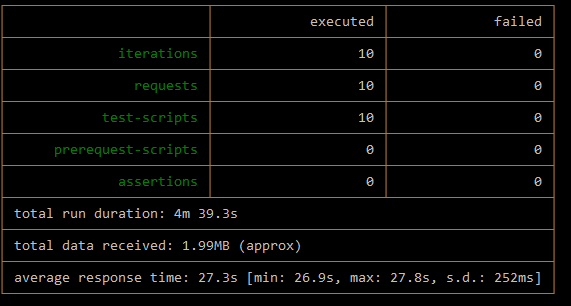 executed failed
iterations 10 0
requests 10 0
test-scripts 10 0
prerequest-scripts 0 0
assertions 0 0
total run duration: 4m 39.3s
total data received: 1.99MB (approx)
average response time: 27.3s [min: 26.9s, max: 27.8s, s.d.: 252ms]